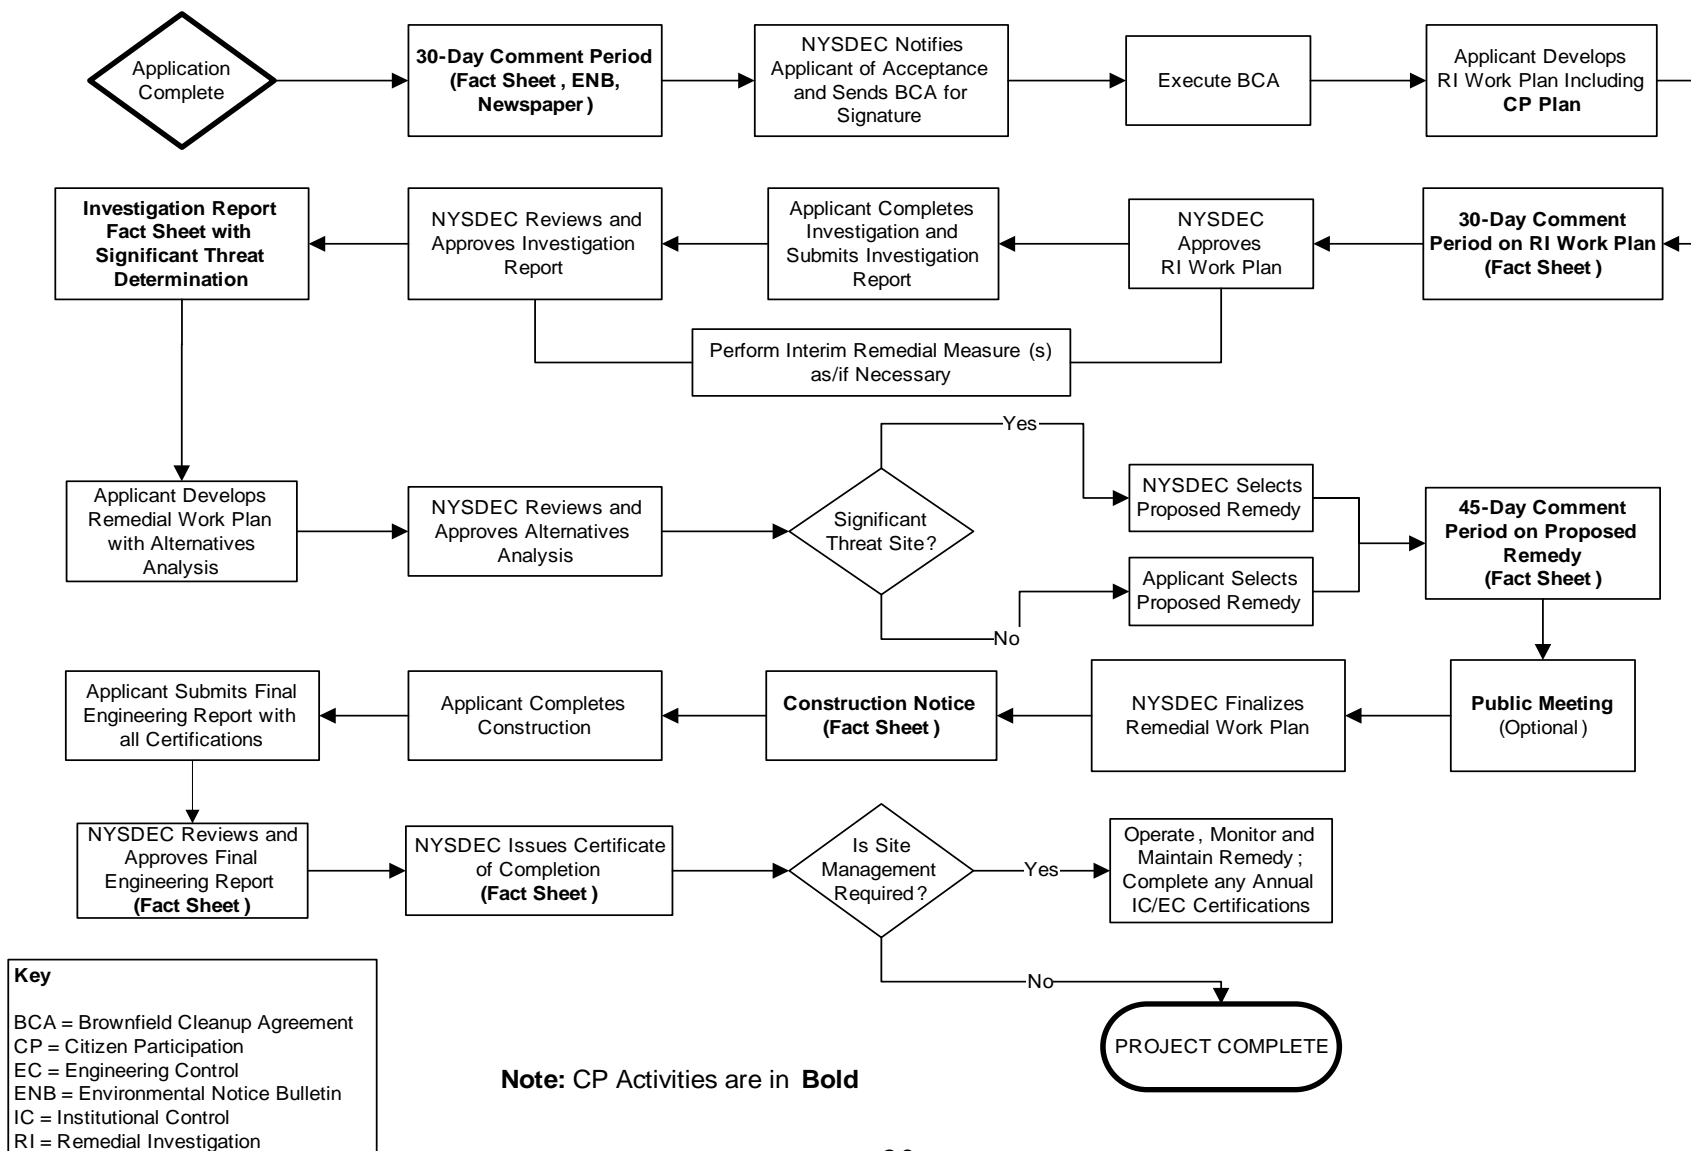 Application
Complete
30-Day Comment Period
(Fact Sheet, ENB,
Newspaper)
NYSDEC Notifies
Applicant of Acceptance
and Sends BCA for
Signature
Execute BCA
Applicant Develops
RI Work Plan Including
CP Plan
30-Day Comment
Period on RI Work Plan
(Fact Sheet)
NYSDEC
Approves
RI Work Plan
Applicant Completes
Investigation and
Submits Investigation
Report
NYSDEC Reviews and
Approves Investigation
Report
Investigation Report
Fact Sheet with
Significant Threat
Determination
Perform Interim Remedial Measure (s)
as/if Necessary
Applicant Develops
Remedial Work Plan
with Alternatives
Analysis
NYSDEC Reviews and
Approves Alternatives
Analysis
Significant
Threat Site?
Yes
NYSDEC Selects
Proposed Remedy
No
Applicant Selects
Proposed Remedy
45-Day Comment
Period on Proposed
Remedy
(Fact Sheet)
Public Meeting
(Optional)
NYSDEC Finalizes
Remedial Work Plan
Construction Notice
(Fact Sheet)
Applicant Completes
Construction
Applicant Submits Final
Engineering Report with
all Certifications
NYSDEC Reviews and
Approves Final
Engineering Report
(Fact Sheet)
NYSDEC Issues Certificate
of Completion
(Fact Sheet)
Is Site
Management
Required?
Yes
Operate, Monitor and
Maintain Remedy;
Complete any Annual
IC/EC Certifications
No
PROJECT COMPLETE
Key
BCA = Brownfield Cleanup Agreement
CP = Citizen Participation
EC = Engineering Control
ENB = Environmental Notice Bulletin
IC = Institutional Control
RI = Remedial Investigation
Note: CP Activities are in Bold